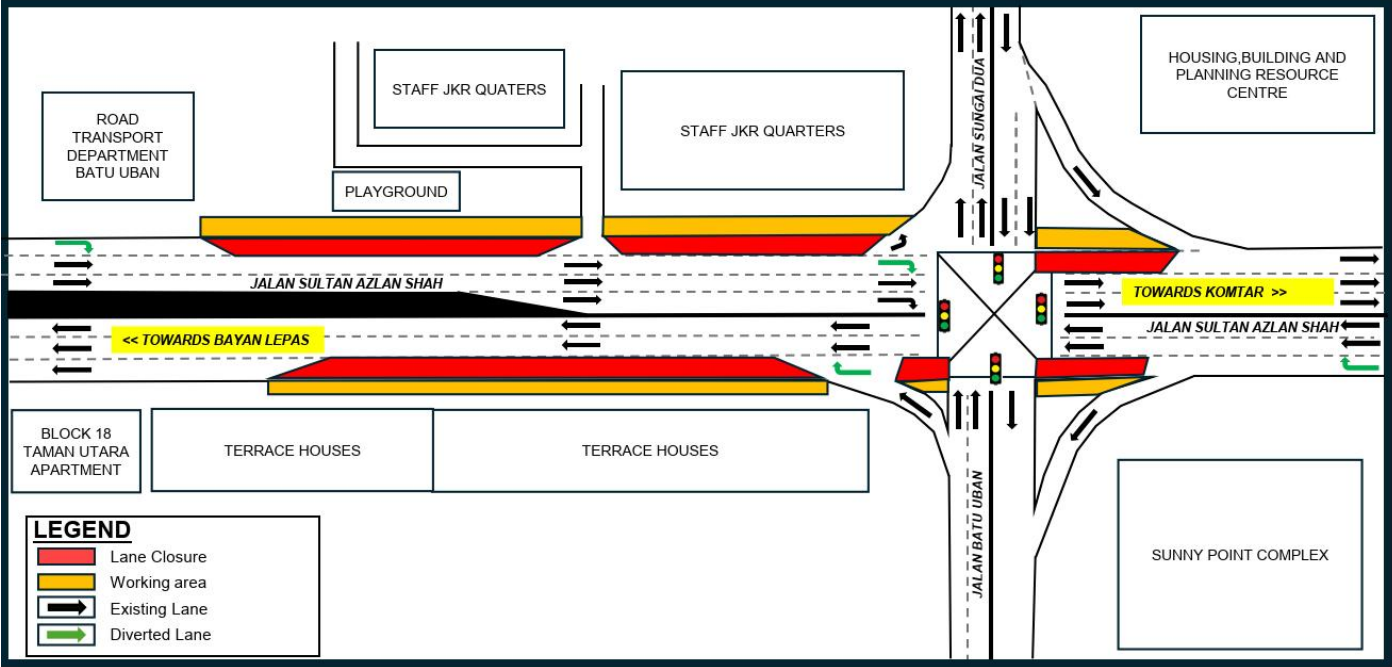 ROAD
TRANSPORT
DEPARTMENT
BATU UBAN
STAFF JKR QUATERS
PLAYGROUND
STAFF JKR QUARTERS
JALAN SUNGAI DUA
HOUSING,BUILDING AND
PLANNING RESOURCE
CENTRE
JALAN SULTAN AZLAN SHAH
TOWARDS KOMTAR >>
<< TOWARDS BAYAN LEPAS
JALAN SULTAN AZLAN SHAH
BLOCK 18
TAMAN UTARA
APARTMENT
TERRACE HOUSES
TERRACE HOUSES
JALAN BATU UBAN
SUNNY POINT COMPLEX
LEGEND
Lane Closure
Working area
Existing Lane
Diverted Lane